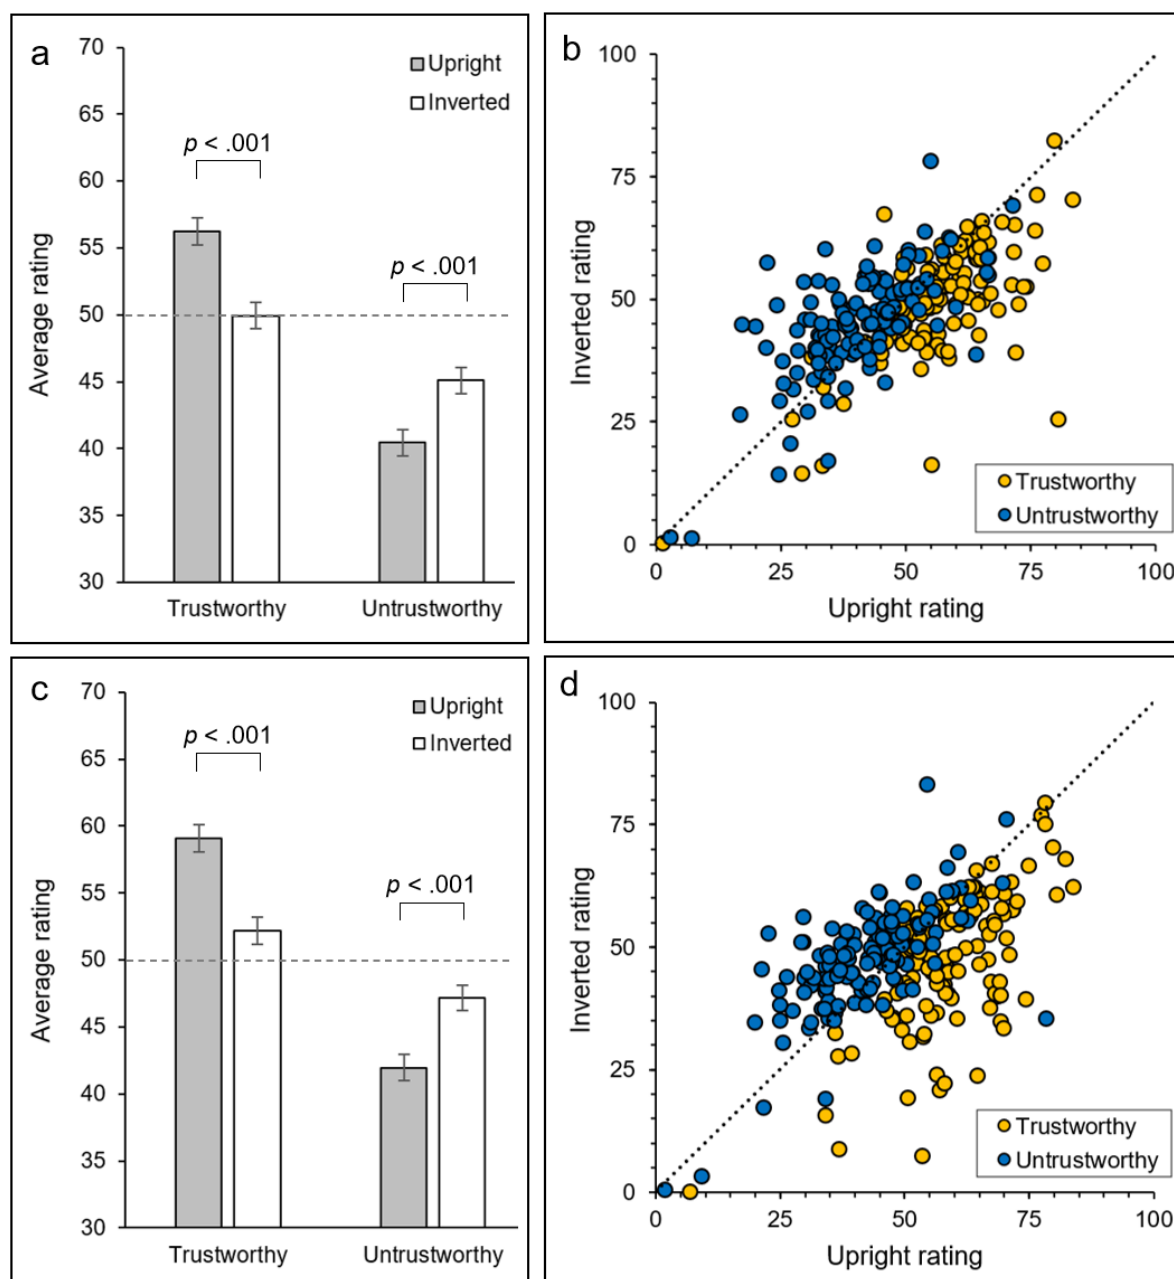 a
70
65
60
55
50
45
40
35
30
Average rating
Upright
Inverted
p < .001
p < .001
Trustworthy
Untrustworthy
b
100
75
50
25
0
Inverted rating
Trustworthy
Untrustworthy
0 25 50 75 100
Upright rating
c
70
65
60
55
50
45
40
35
30
Average rating
Upright
Inverted
p < .001
p < .001
Trustworthy
Untrustworthy
d
100
75
50
25
0
Inverted rating
Trustworthy
Untrustworthy
0 25 50 75 100
Upright rating